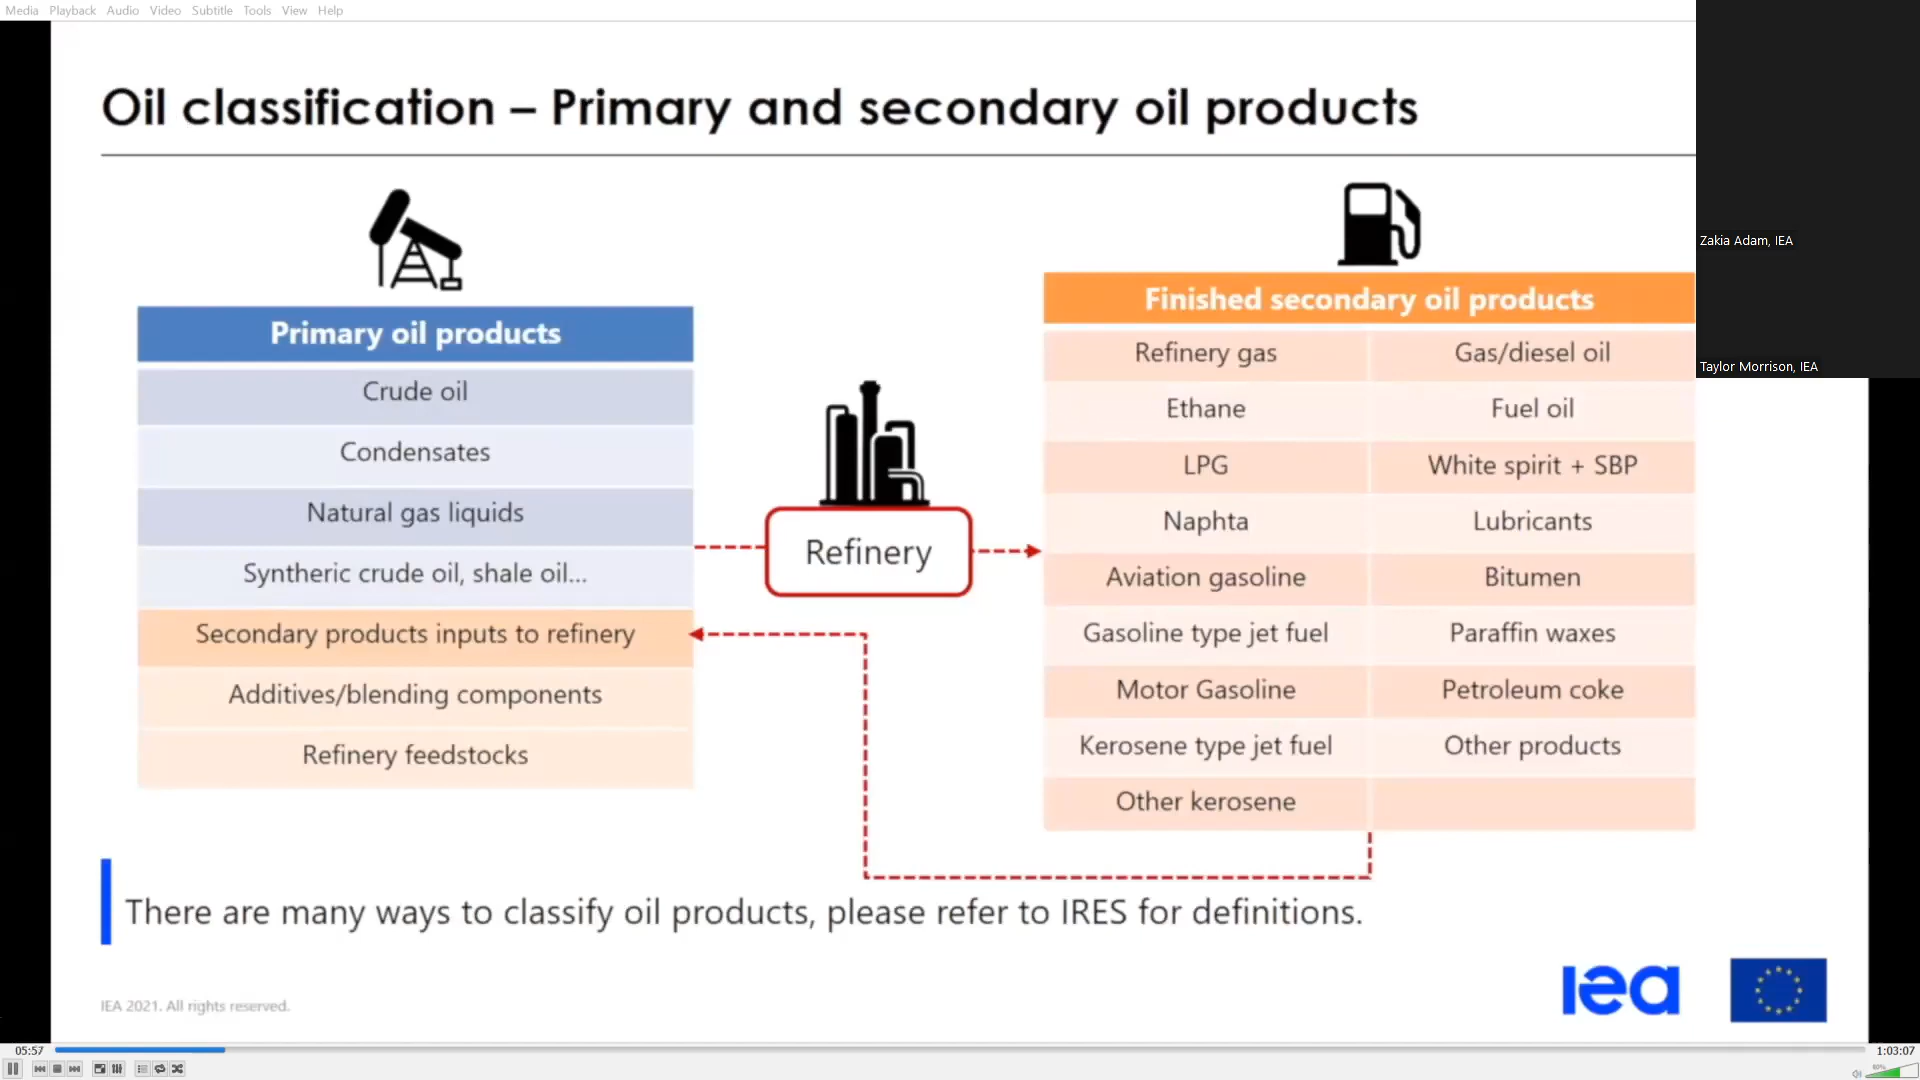 Media Playback Audio Video Subtitle Tools View Help
Oil classification – Primary and secondary oil products
Zakia Adam, IEA
Taylor Morrison, IEA
Primary oil products
Crude oil
Condensates
Natural gas liquids
Syntheric crude oil, shale oil...
Secondary products inputs to refinery
Additives/blending components
Refinery feedstocks
Refinery
Finished secondary oil products
Refinery gas Gas/diesel oil
Ethane Fuel oil
LPG White spirit + SBP
Naphta Lubricants
Aviation gasoline Bitumen
Gasoline type jet fuel Paraffin waxes
Motor Gasoline Petroleum coke
Kerosene type jet fuel Other products
Other kerosene
There are many ways to classify oil products, please refer to IRES for definitions.
IEA 2021. All rights reserved.
iea
05:57 1:03:07
80%